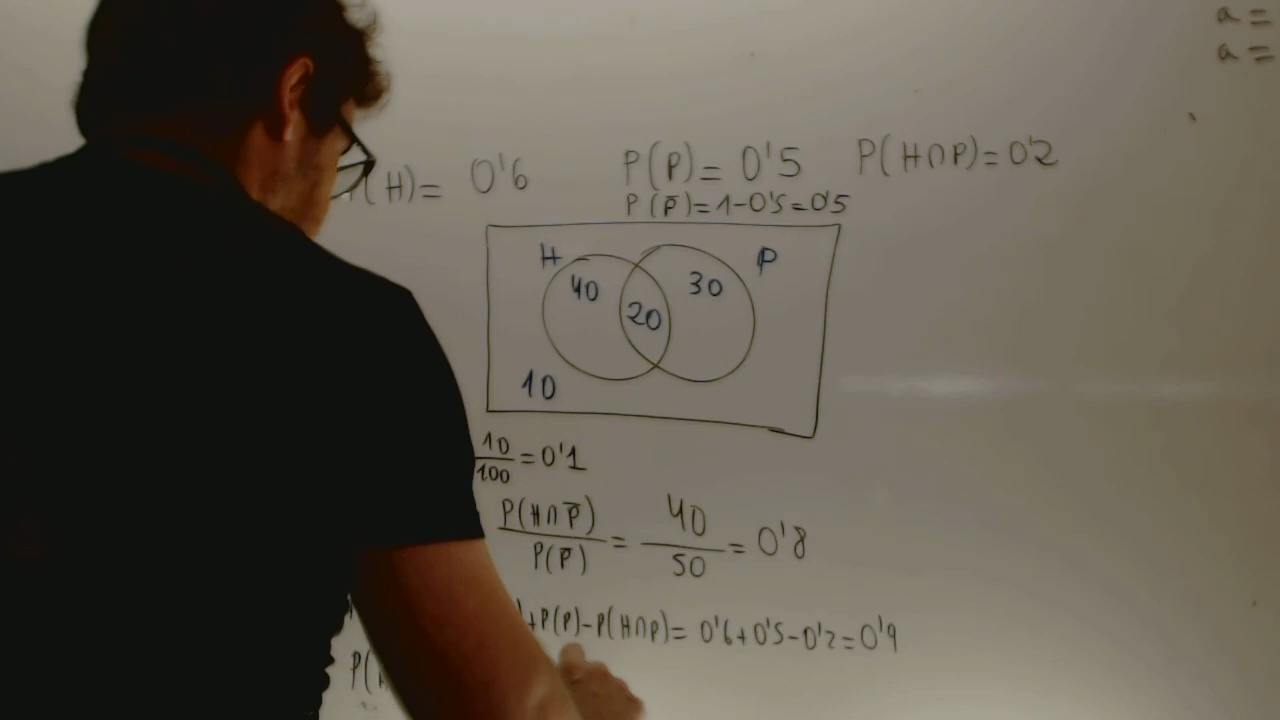 a =
a =
(H)= 0'6 P(P)= 0'5 P(H∩P)= 0'2
P(P̅)=1-0'5=0'5
H P
40 30
20
10
10/100 = 0'1
P(H∩P̅)/P(P̅) = 40/50 = 0'8
+P(P)-P(H∩P)= 0'6+0'5-0'2=0'9
P(